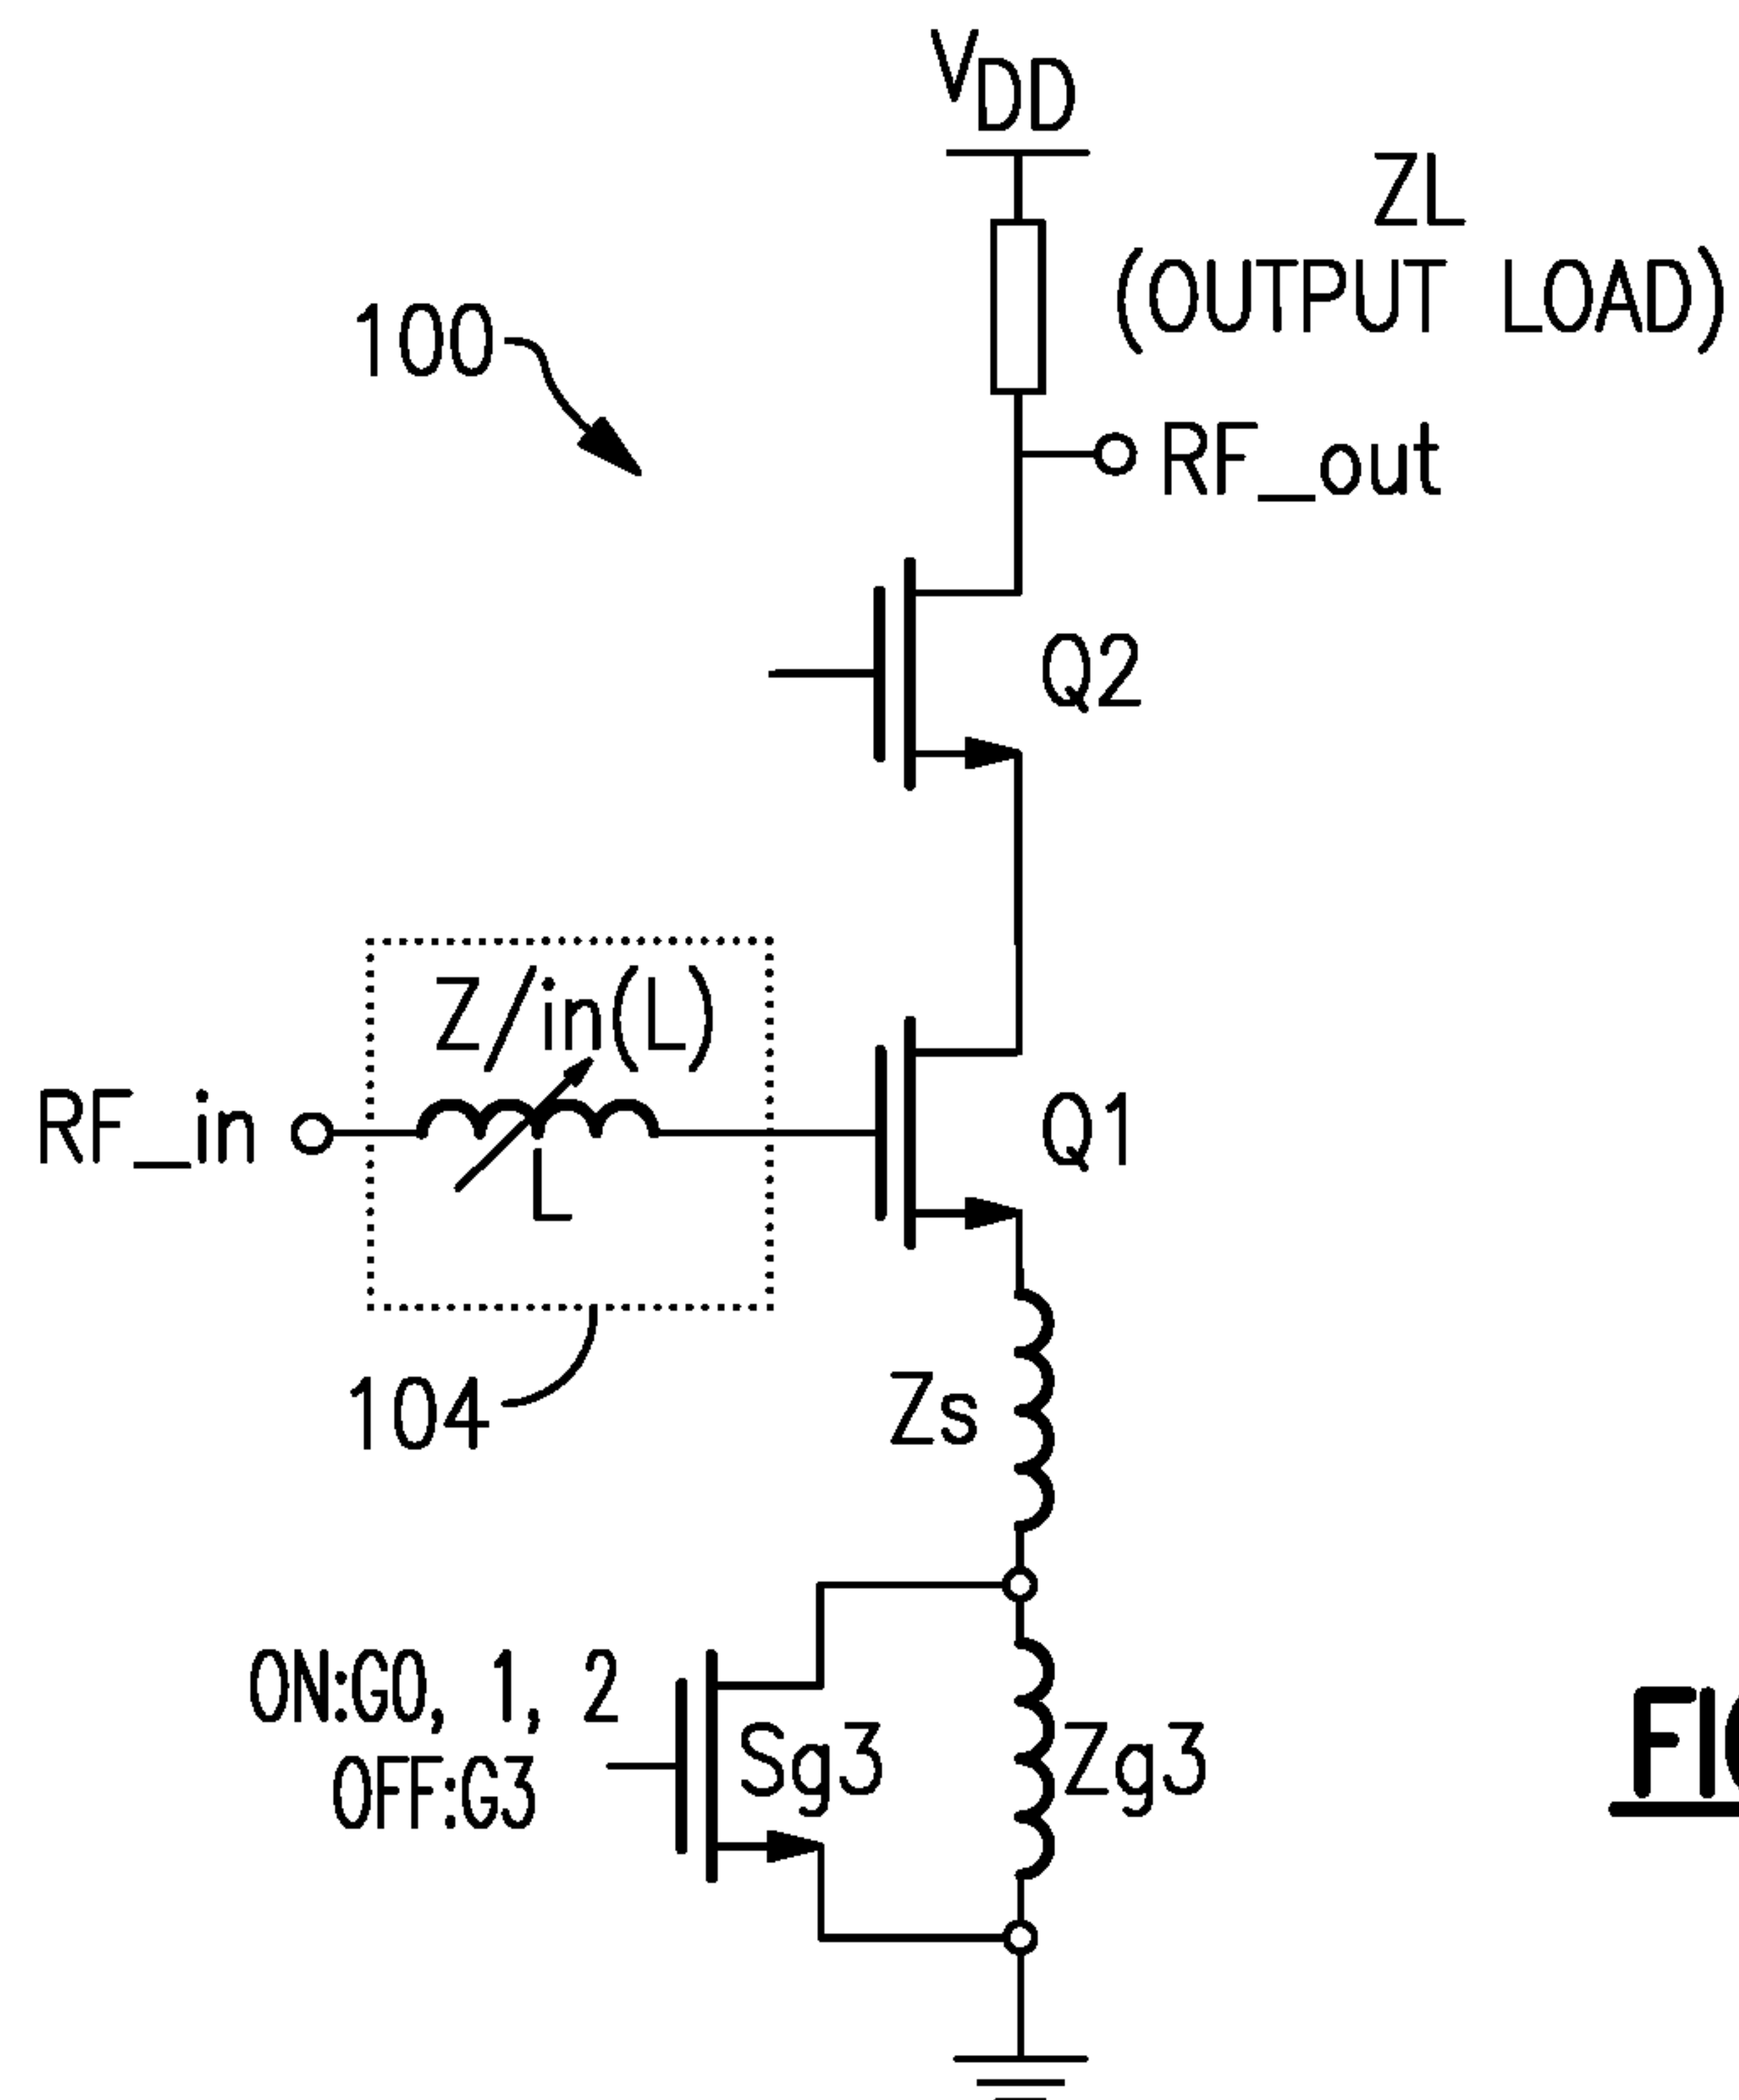 VDD
ZL
(OUTPUT LOAD)
100
RF_out
Q2
Z/in(L)
RF_in
L
Q1
104
Zs
ON:G0, 1, 2
OFF:G3
Sg3
Zg3